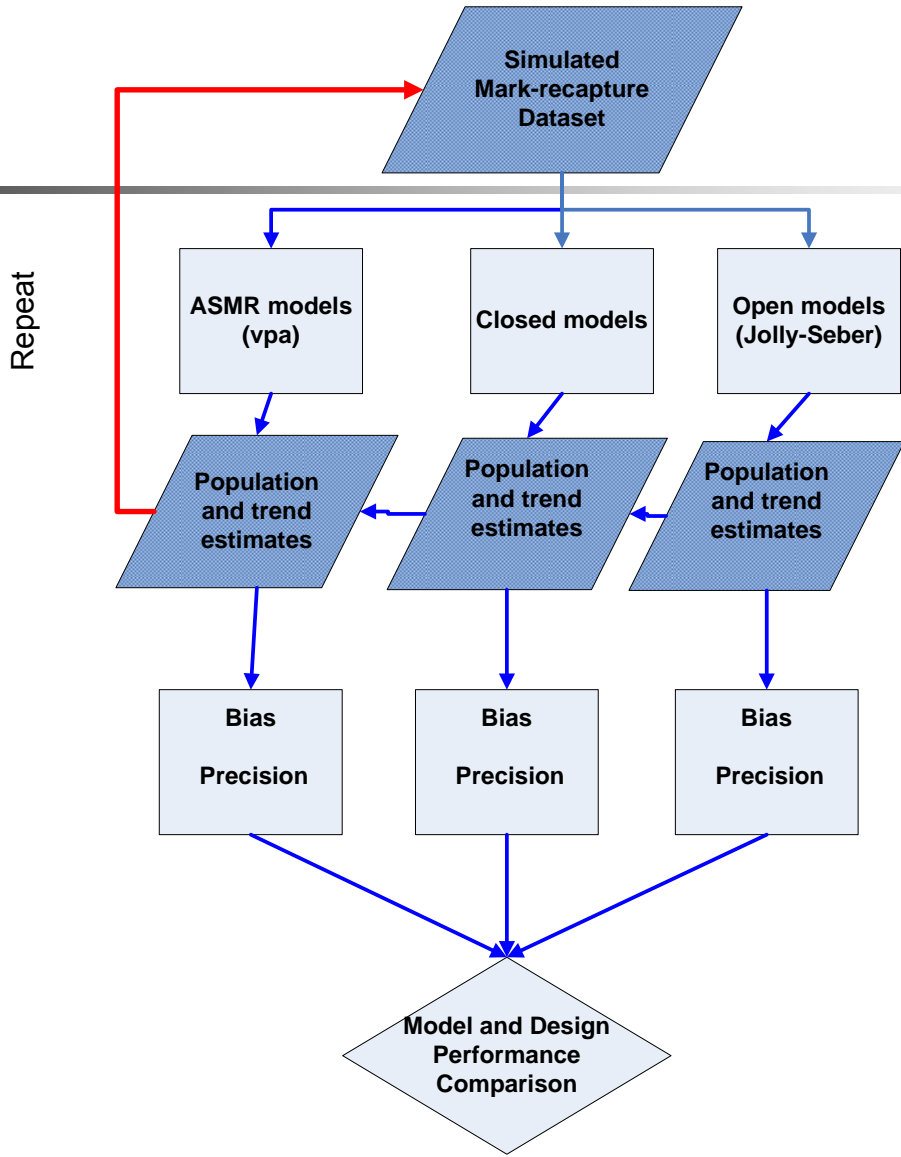 Simulated
Mark-recapture
Dataset
Repeat
ASMR models
(vpa)
Closed models
Open models
(Jolly-Seber)
Population
and trend
estimates
Population
and trend
estimates
Population
and trend
estimates
Bias
Precision
Bias
Precision
Bias
Precision
Model and Design
Performance
Comparison